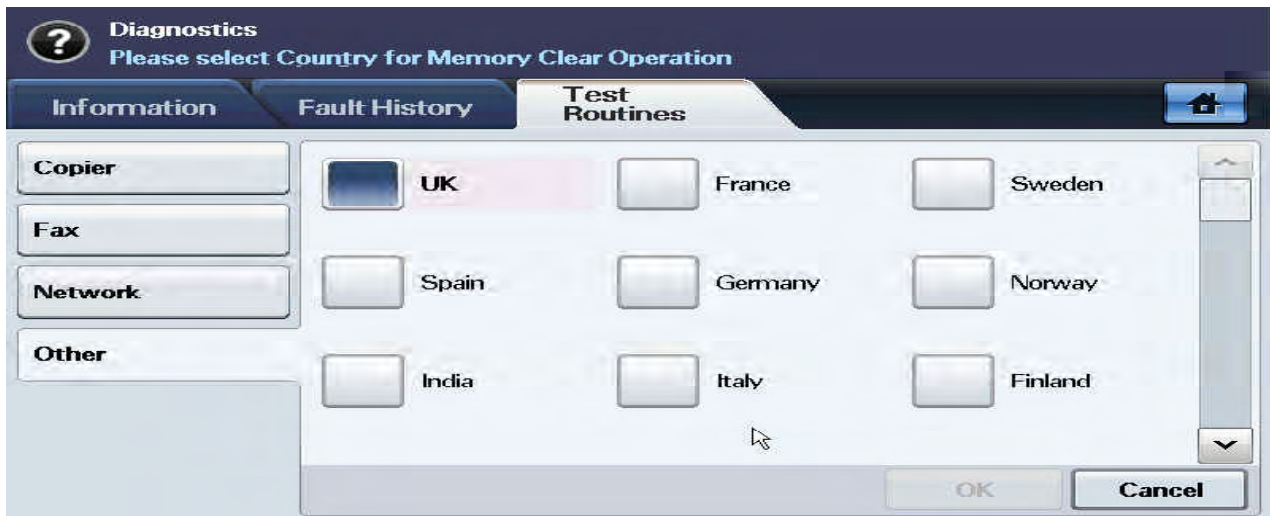 ?
Diagnostics
Please select Country for Memory Clear Operation
Information
Fault History
Test
Routines
Copier
Fax
Network
Other
UK
France
Sweden
Spain
Germany
Norway
India
Italy
Finland
OK
Cancel